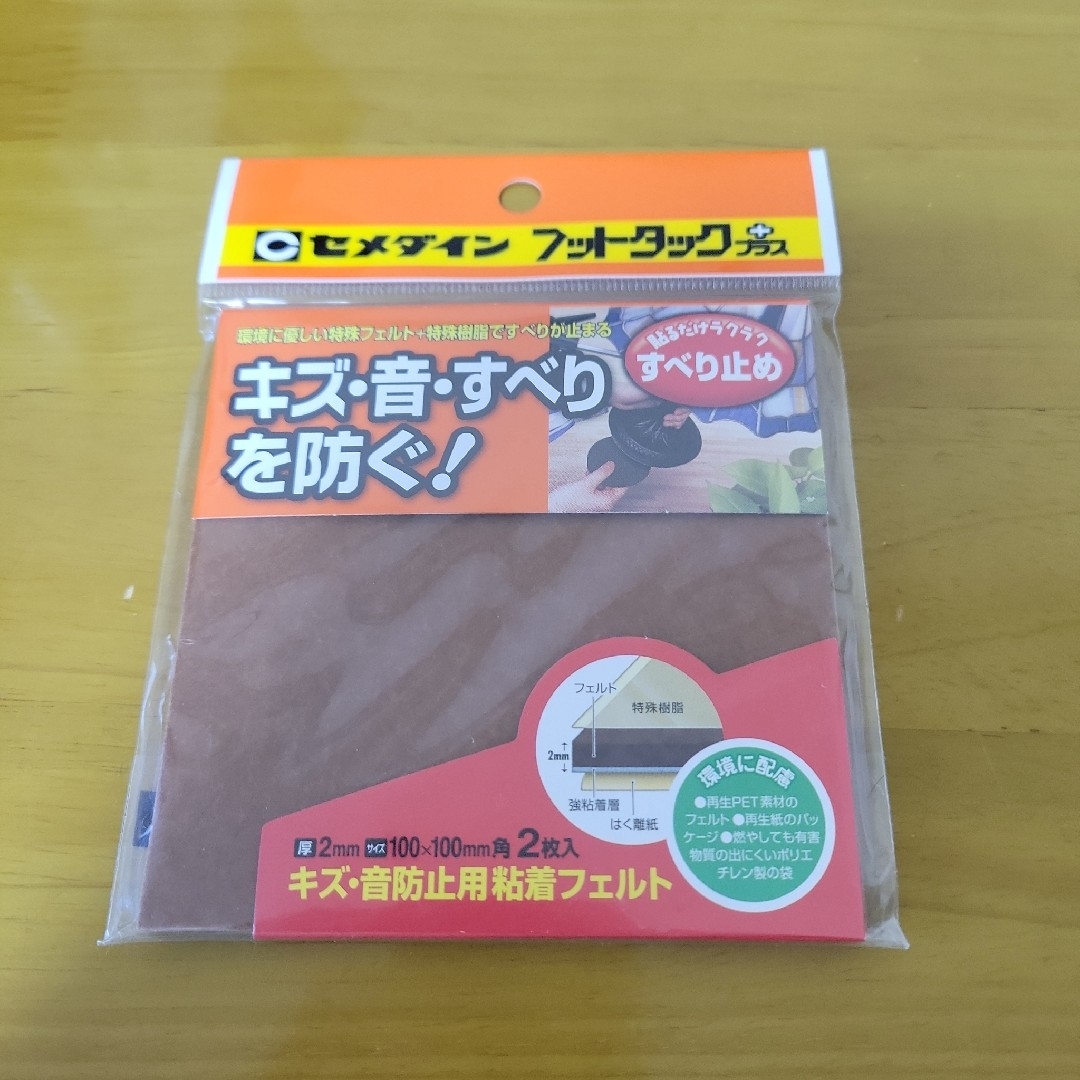 C セメダイン フットタック+プラス
環境に優しい特殊フェルト+特殊樹脂ですべりが止まる
キズ・音・すべり
を防ぐ!
貼るだけラクラク
すべり止め
フェルト
特殊樹脂
2mm
強粘着層
はく離紙
環境に配慮
●再生PET素材の
フェルト●再生紙のパッ
ケージ●燃やしても有害
物質の出にくいポリエ
チレン製の袋
厚2mm サイズ100×100mm角 2枚入
キズ・音防止用粘着フェルト